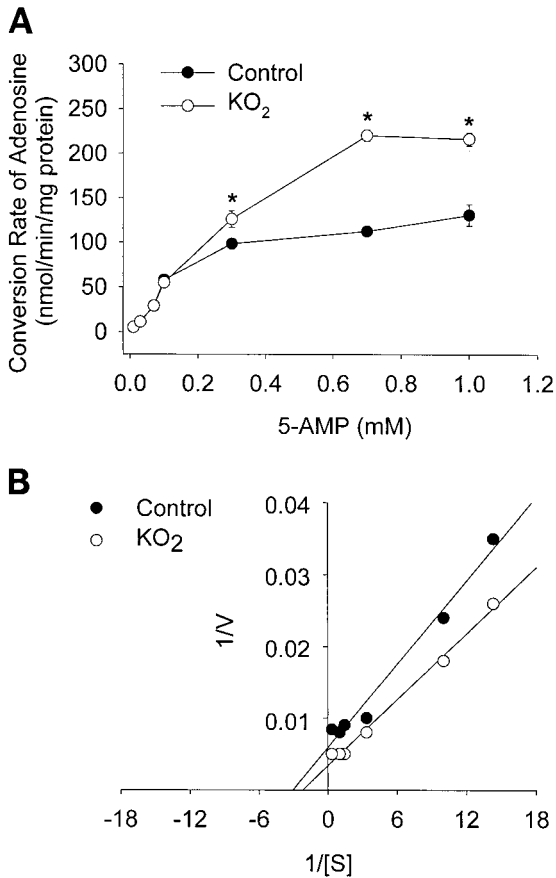 A
Conversion Rate of Adenosine
(nmol/min/mg protein)
300
250
200
150
100
50
0
Control
KO2
*
*
*
0.0 0.2 0.4 0.6 0.8 1.0 1.2
5-AMP (mM)
B
Control
KO2
1/V
0.04
0.03
0.02
0.01
-18 -12 -6 0 6 12 18
1/[S]